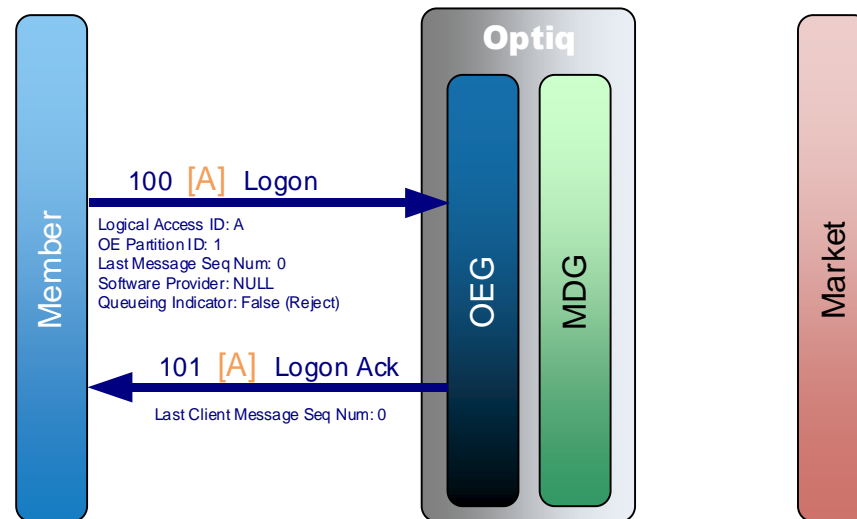 Optiq
100 [A] Logon
Logical Access ID: A
OE Partition ID: 1
Last Message Seq Num: 0
Software Provider: NULL
Queueing Indicator: False (Reject)
Member
OEG
MDG
Market
101 [A] Logon Ack
Last Client Message Seq Num: 0